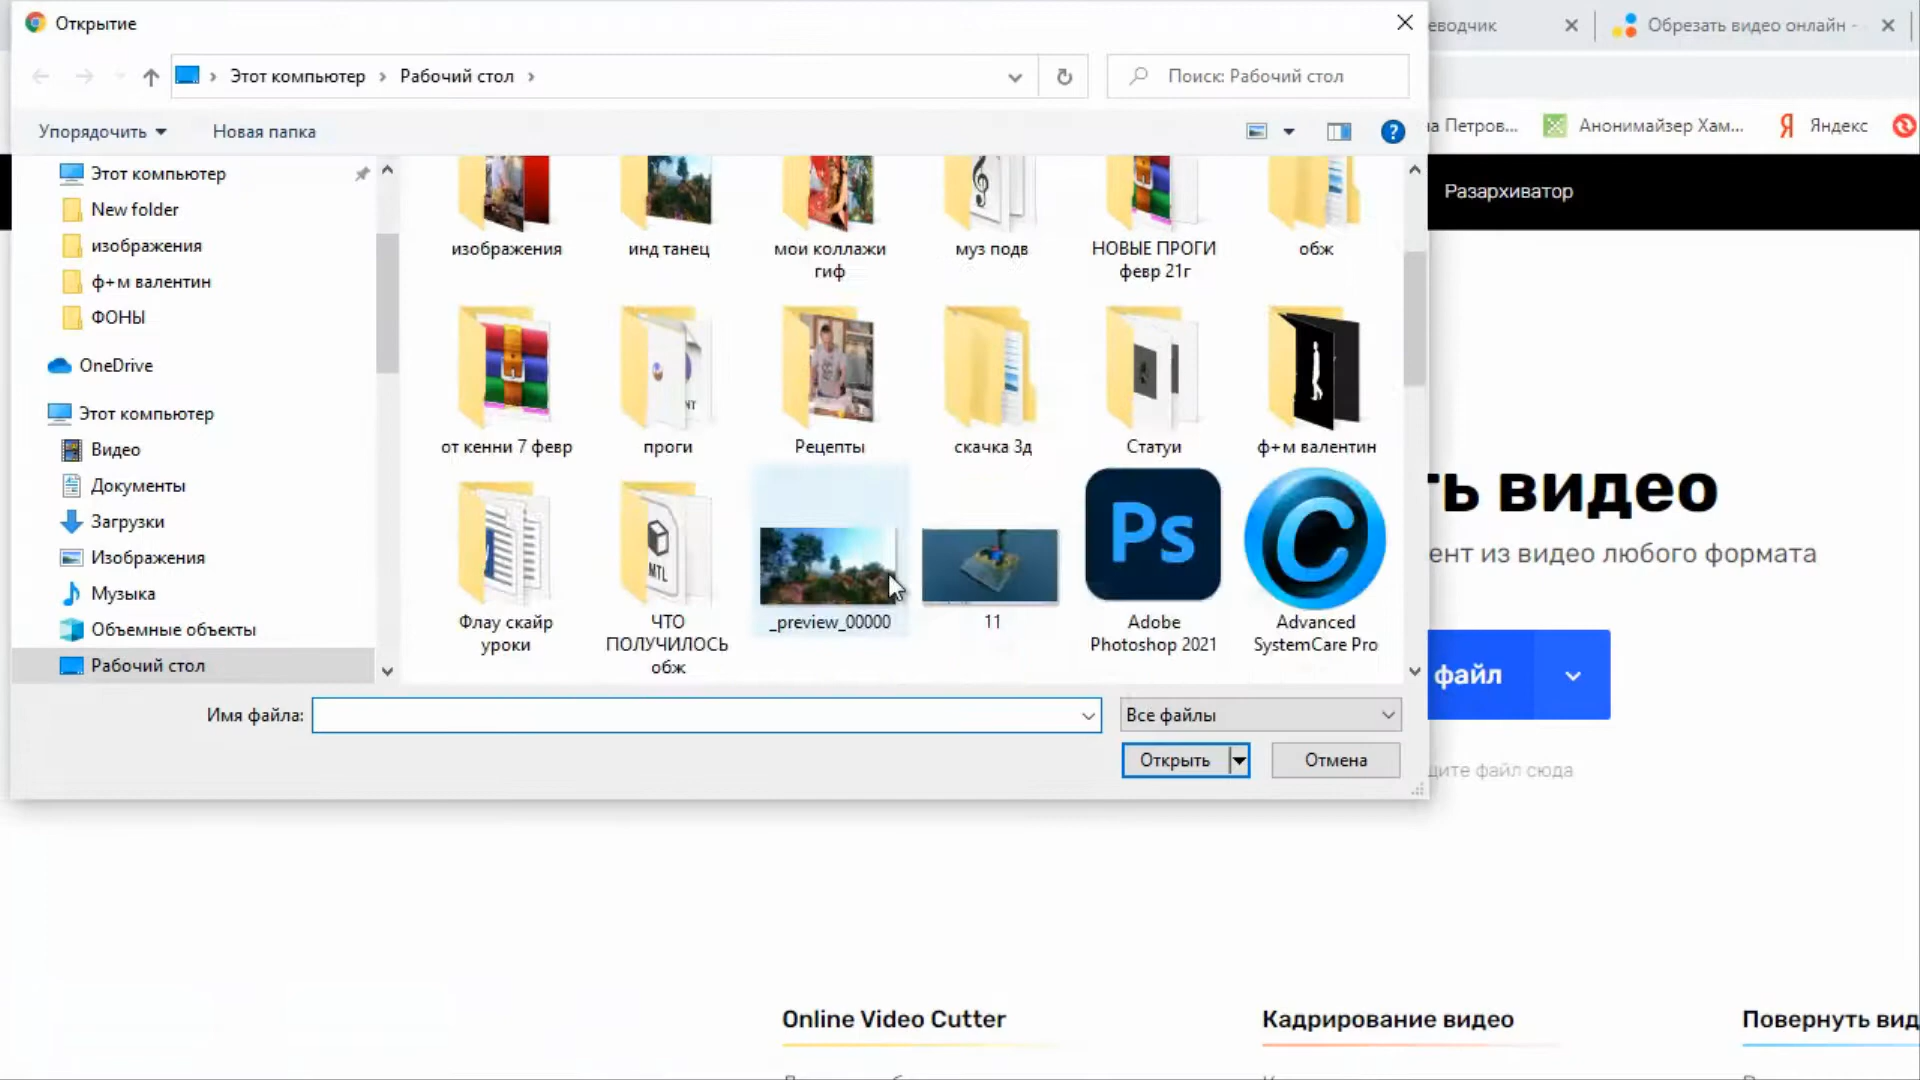 Открытие
еводчик
Обрезать видео онлайн -
Этот компьютер
Рабочий стол
Поиск: Рабочий стол
Упорядочить
Новая папка
на Петров...
Анонимайзер Хам...
Яндекс
Разархиватор
Этот компьютер
New folder
изображения
ф+м валентин
ФОНЫ
OneDrive
Этот компьютер
Видео
Документы
Загрузки
Изображения
Музыка
Объемные объекты
Рабочий стол
изображения
инд танец
мои коллажи
гиф
муз подв
НОВЫЕ ПРОГИ
февр 21г
обж
от кенни 7 февр
проги
Рецепты
скачка 3д
Статуи
ф+м валентин
Ps
MTL
Флау скайр
уроки
ЧТО
ПОЛУЧИЛОСЬ
обж
_preview_00000
11
Adobe
Photoshop 2021
Advanced
SystemCare Pro
ть видео
ент из видео любого формата
файл
щите файл сюда
Имя файла:
Все файлы
Открыть
Отмена
Online Video Cutter
Кадрирование видео
Повернуть вид